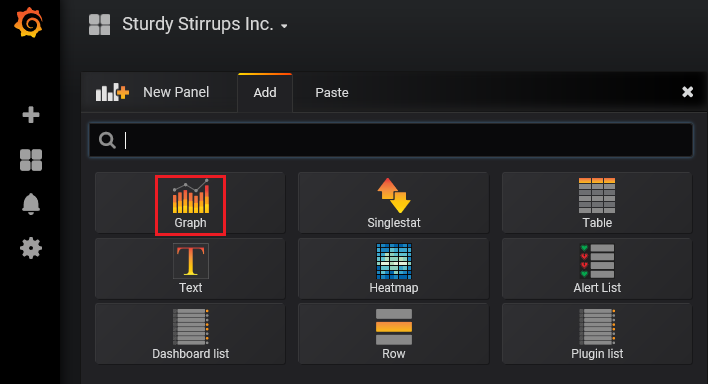 Sturdy Stirrups Inc.
New Panel Add Paste
Graph Singlestat Table
Text Heatmap Alert List
Dashboard list Row Plugin list